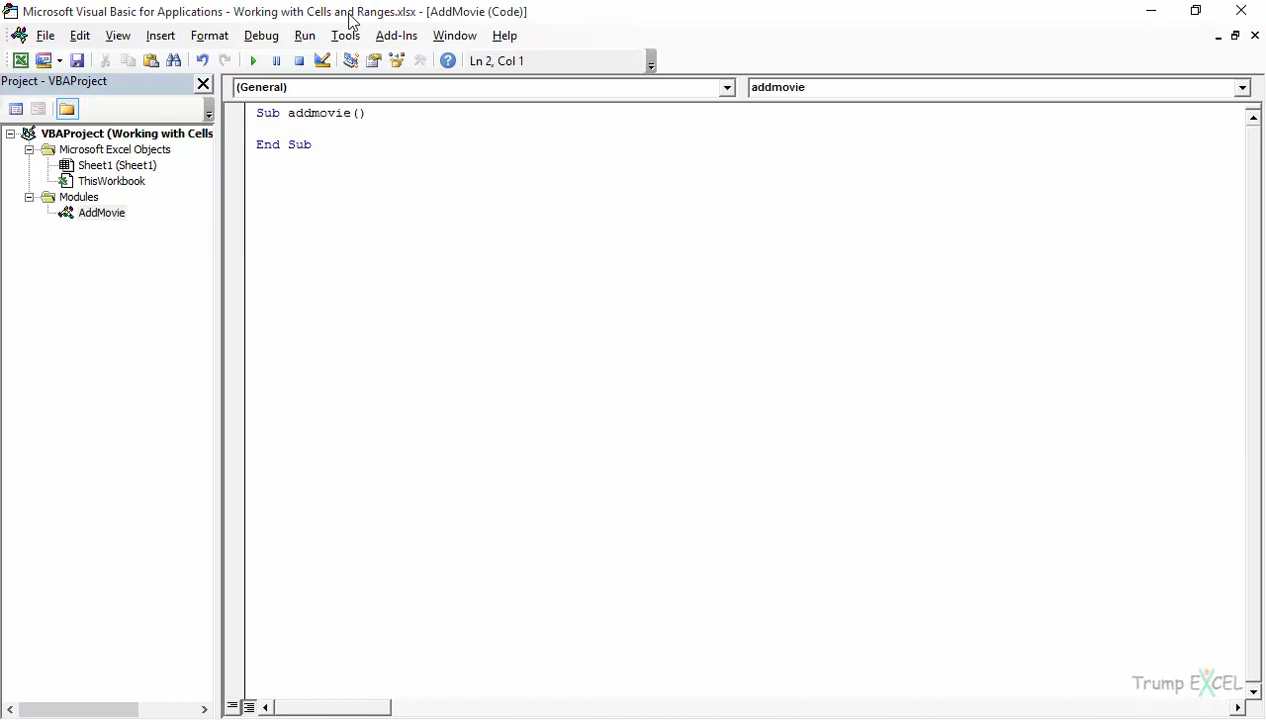 Microsoft Visual Basic for Applications - Working with Cells and Ranges.xlsx - [AddMovie (Code)]
File Edit View Insert Format Debug Run Tools Add-Ins Window Help
Ln 2, Col 1
Project - VBAProject
(General)
addmovie
VBAProject (Working with Cells
Microsoft Excel Objects
Sheet1 (Sheet1)
ThisWorkbook
Modules
AddMovie
Sub addmovie()
End Sub
Trump EXCEL